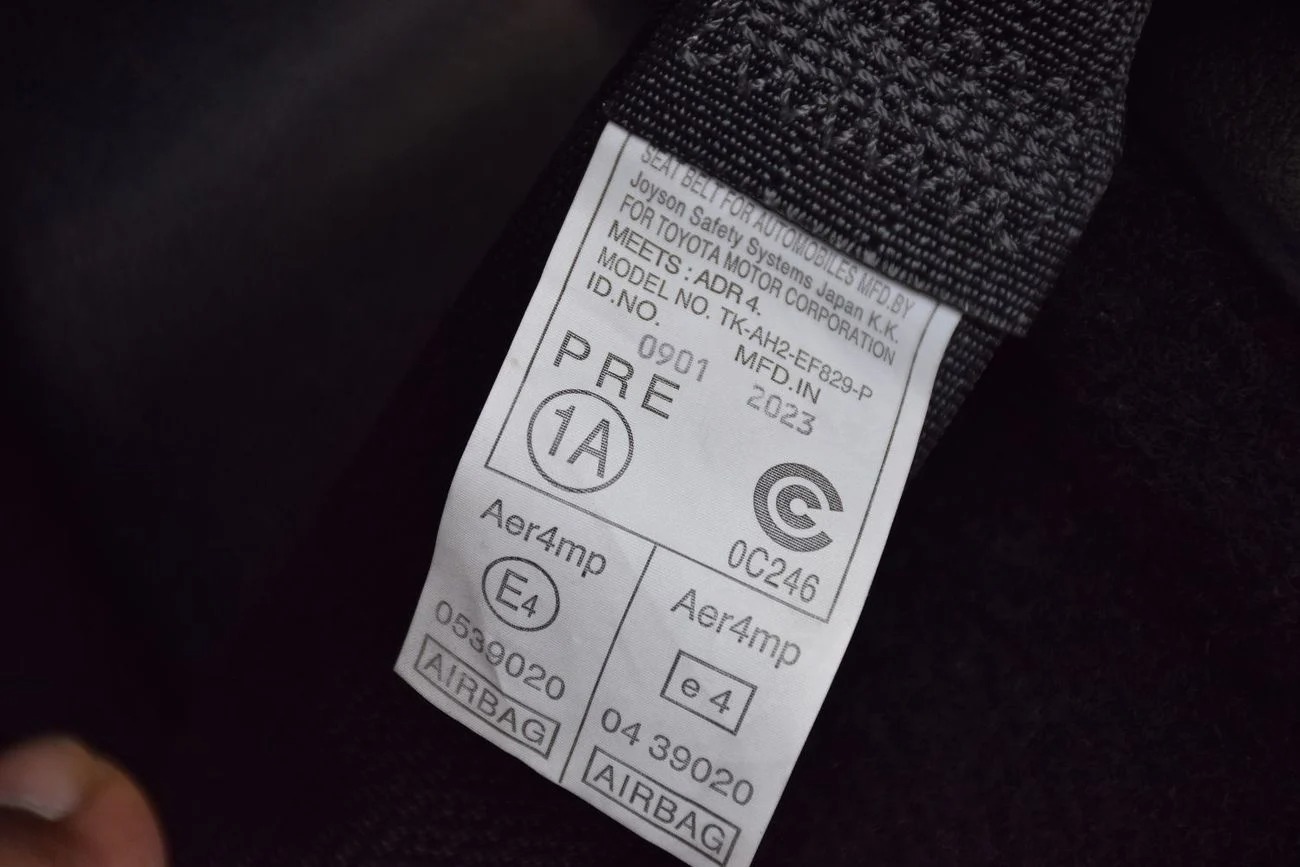 SEAT BELT FOR AUTOMOBILES MFD.BY
Joyson Safety Systems Japan K.K.
FOR TOYOTA MOTOR CORPORATION
MEETS : ADR 4.
MODEL NO. TK-AH2-EF829-P
ID.NO. MFD.IN
0901 2023
PRE
1A
C
0C246
Aer4mp
E4
0539020
AIRBAG
Aer4mp
e 4
04 39020
AIRBAG